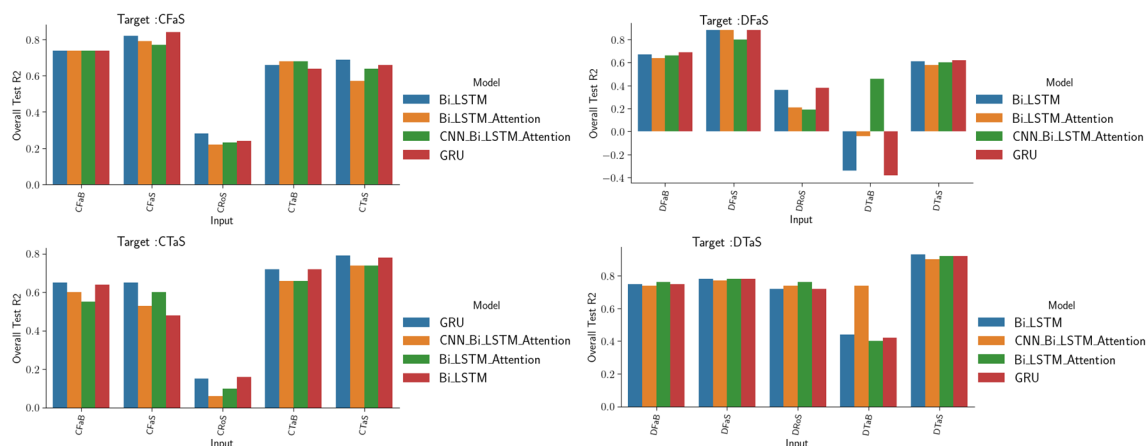 Target :CFaS
Overall Test R2
0.8
0.6
0.4
0.2
0.0
CFaB
CFaS
CRoS
CTaB
CTaS
Input
Model
Bi_LSTM
Bi_LSTM_Attention
CNN_Bi_LSTM_Attention
GRU
Target :DFaS
Overall Test R2
0.8
0.6
0.4
0.2
0.0
−0.2
−0.4
DFaB
DFaS
DRoS
DTaB
DTaS
Input
Model
Bi_LSTM
Bi_LSTM_Attention
CNN_Bi_LSTM_Attention
GRU
Target :CTaS
Overall Test R2
0.8
0.6
0.4
0.2
0.0
CFaB
CFaS
CRoS
CTaB
CTaS
Input
Model
GRU
CNN_Bi_LSTM_Attention
Bi_LSTM_Attention
Bi_LSTM
Target :DTaS
Overall Test R2
0.8
0.6
0.4
0.2
0.0
DFaB
DFaS
DRoS
DTaB
DTaS
Input
Model
Bi_LSTM
CNN_Bi_LSTM_Attention
Bi_LSTM_Attention
GRU